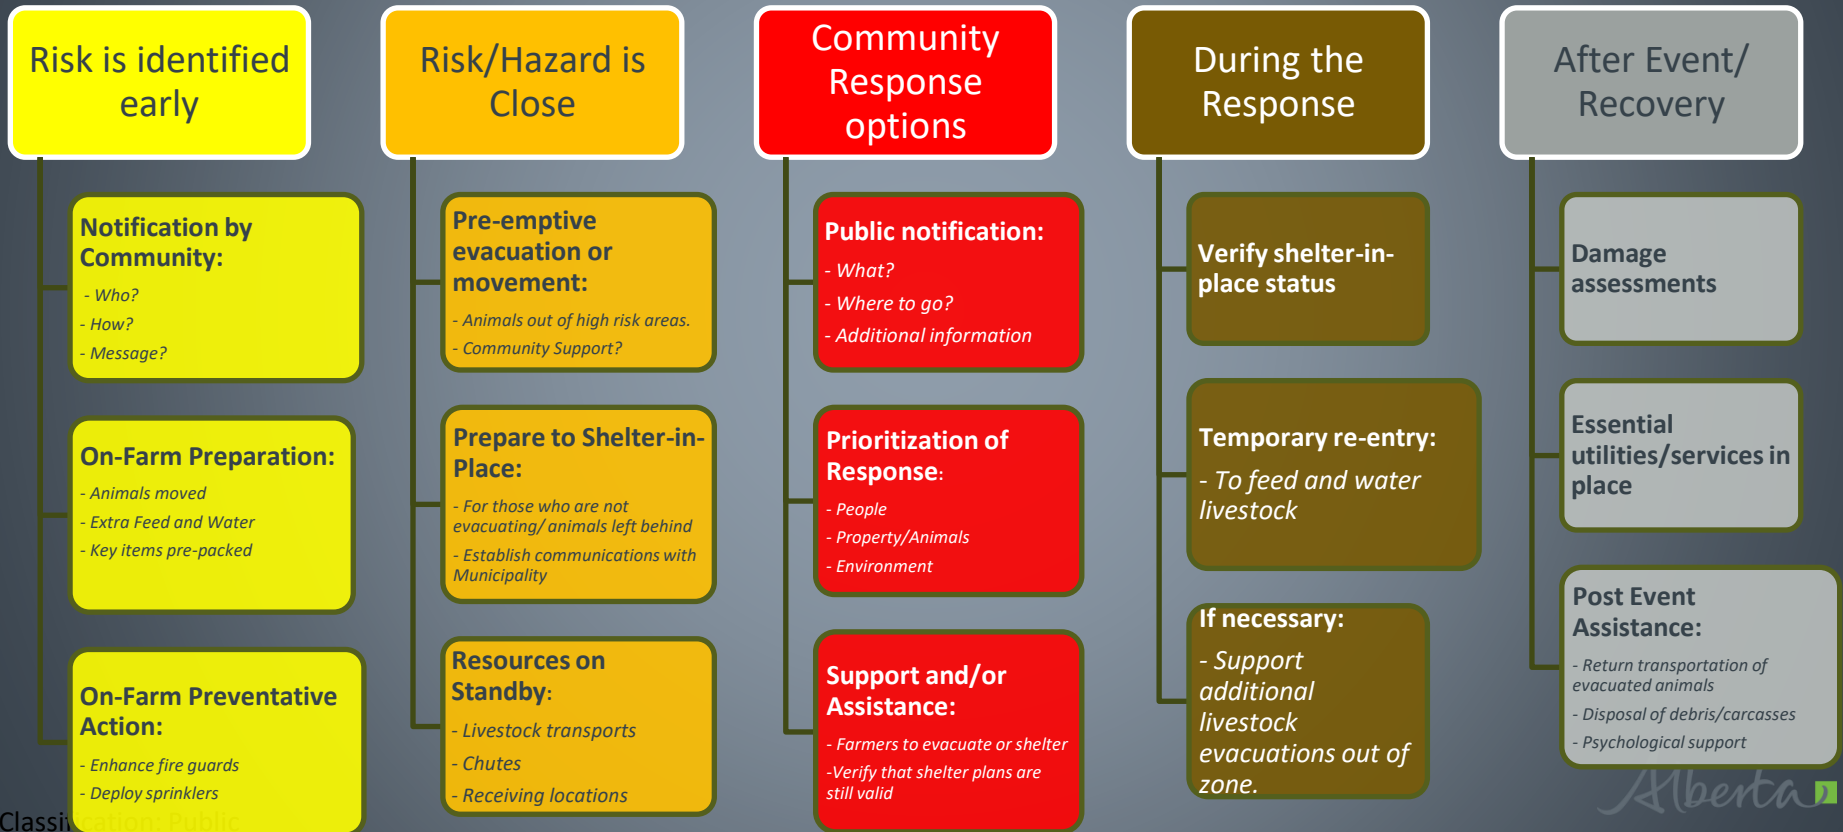 Risk is identified
early
Notification by
Community:
- Who?
- How?
- Message?
On-Farm Preparation:
- Animals moved
- Extra Feed and Water
- Key items pre-packed
On-Farm Preventative
Action:
- Enhance fire guards
- Deploy sprinklers
Risk/Hazard is
Close
Pre-emptive
evacuation or
movement:
- Animals out of high risk areas.
- Community Support?
Prepare to Shelter-in-
Place:
- For those who are not
evacuating/ animals left behind
- Establish communications with
Municipality
Resources on
Standby:
- Livestock transports
- Chutes
- Receiving locations
Community
Response
options
Public notification:
- What?
- Where to go?
- Additional information
Prioritization of
Response:
- People
- Property/Animals
- Environment
Support and/or
Assistance:
- Farmers to evacuate or shelter
-Verify that shelter plans are
still valid
During the
Response
Verify shelter-in-
place status
Temporary re-entry:
- To feed and water
livestock
If necessary:
- Support
additional
livestock
evacuations out of
zone.
After Event/
Recovery
Damage
assessments
Essential
utilities/services in
place
Post Event
Assistance:
- Return transportation of
evacuated animals
- Disposal of debris/carcasses
- Psychological support
Classification: Public
Alberta